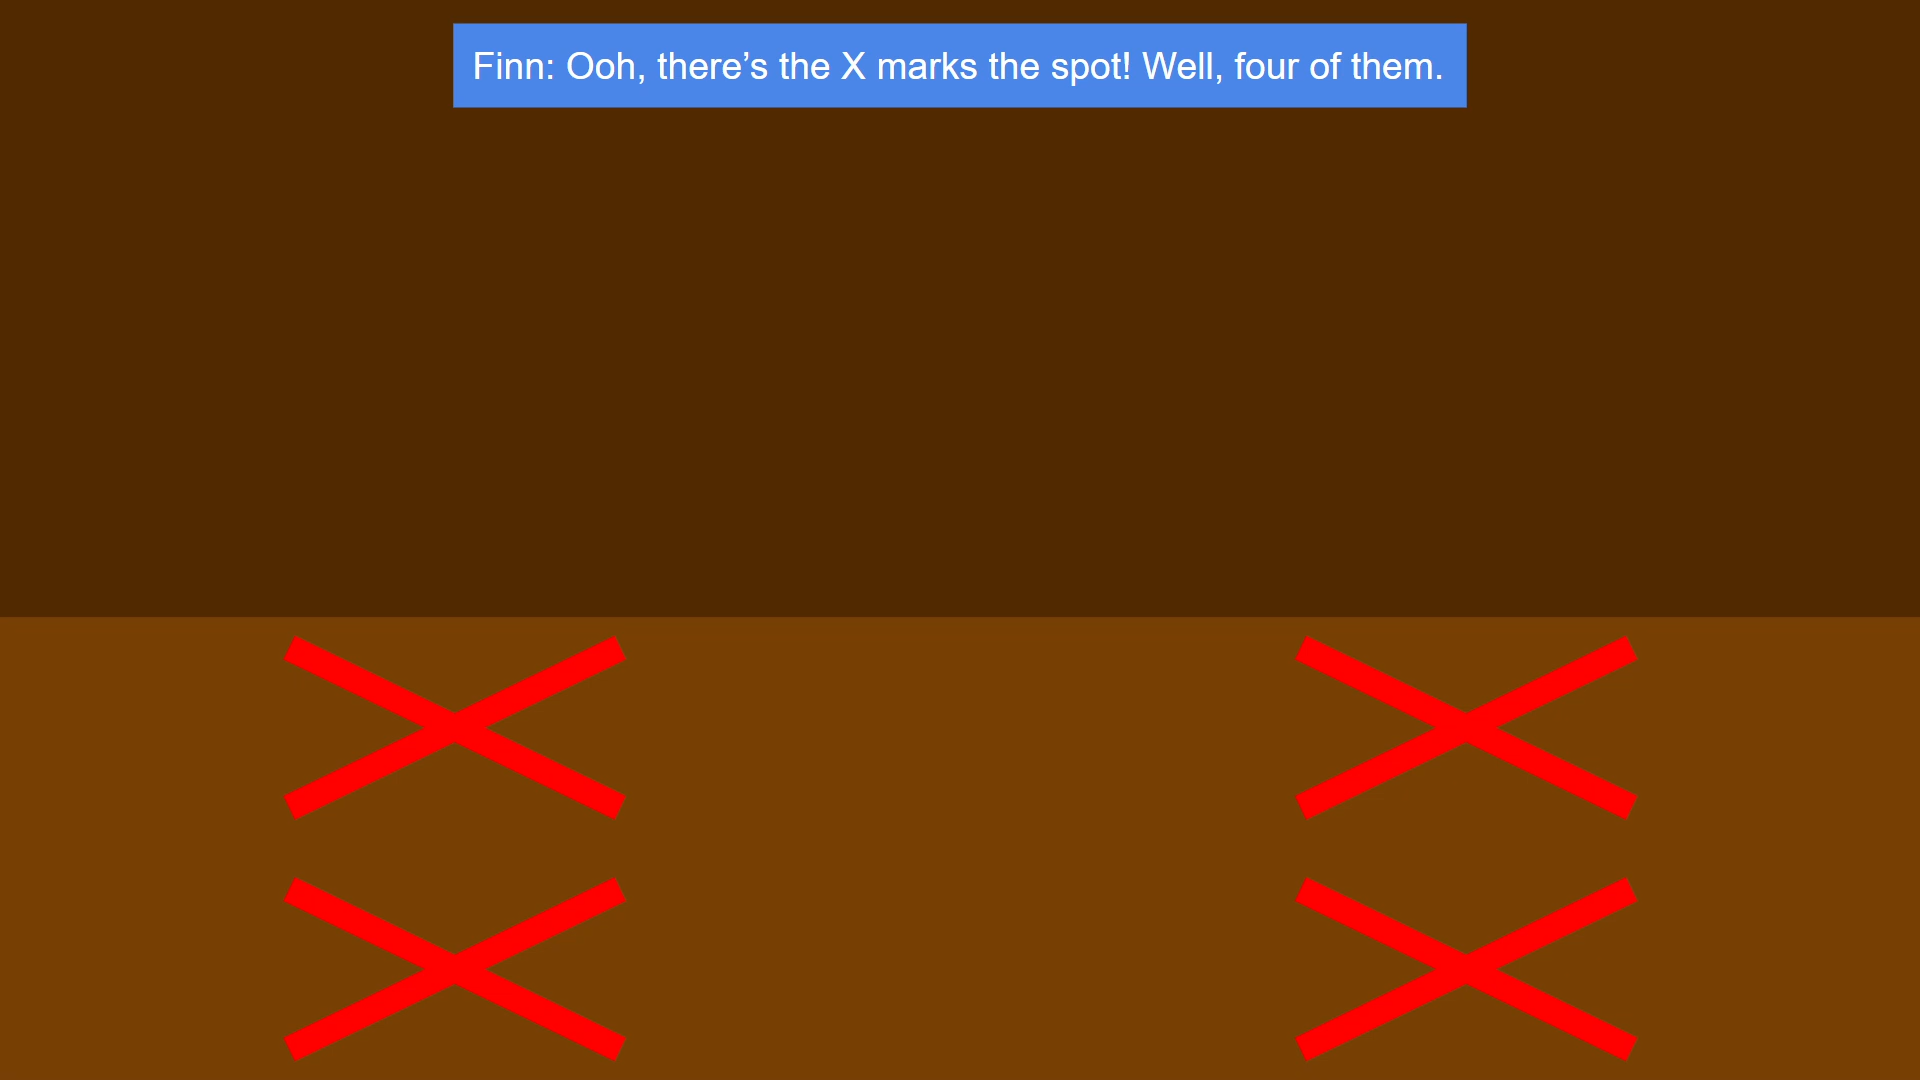 Finn: Ooh, there’s the X marks the spot! Well, four of them.